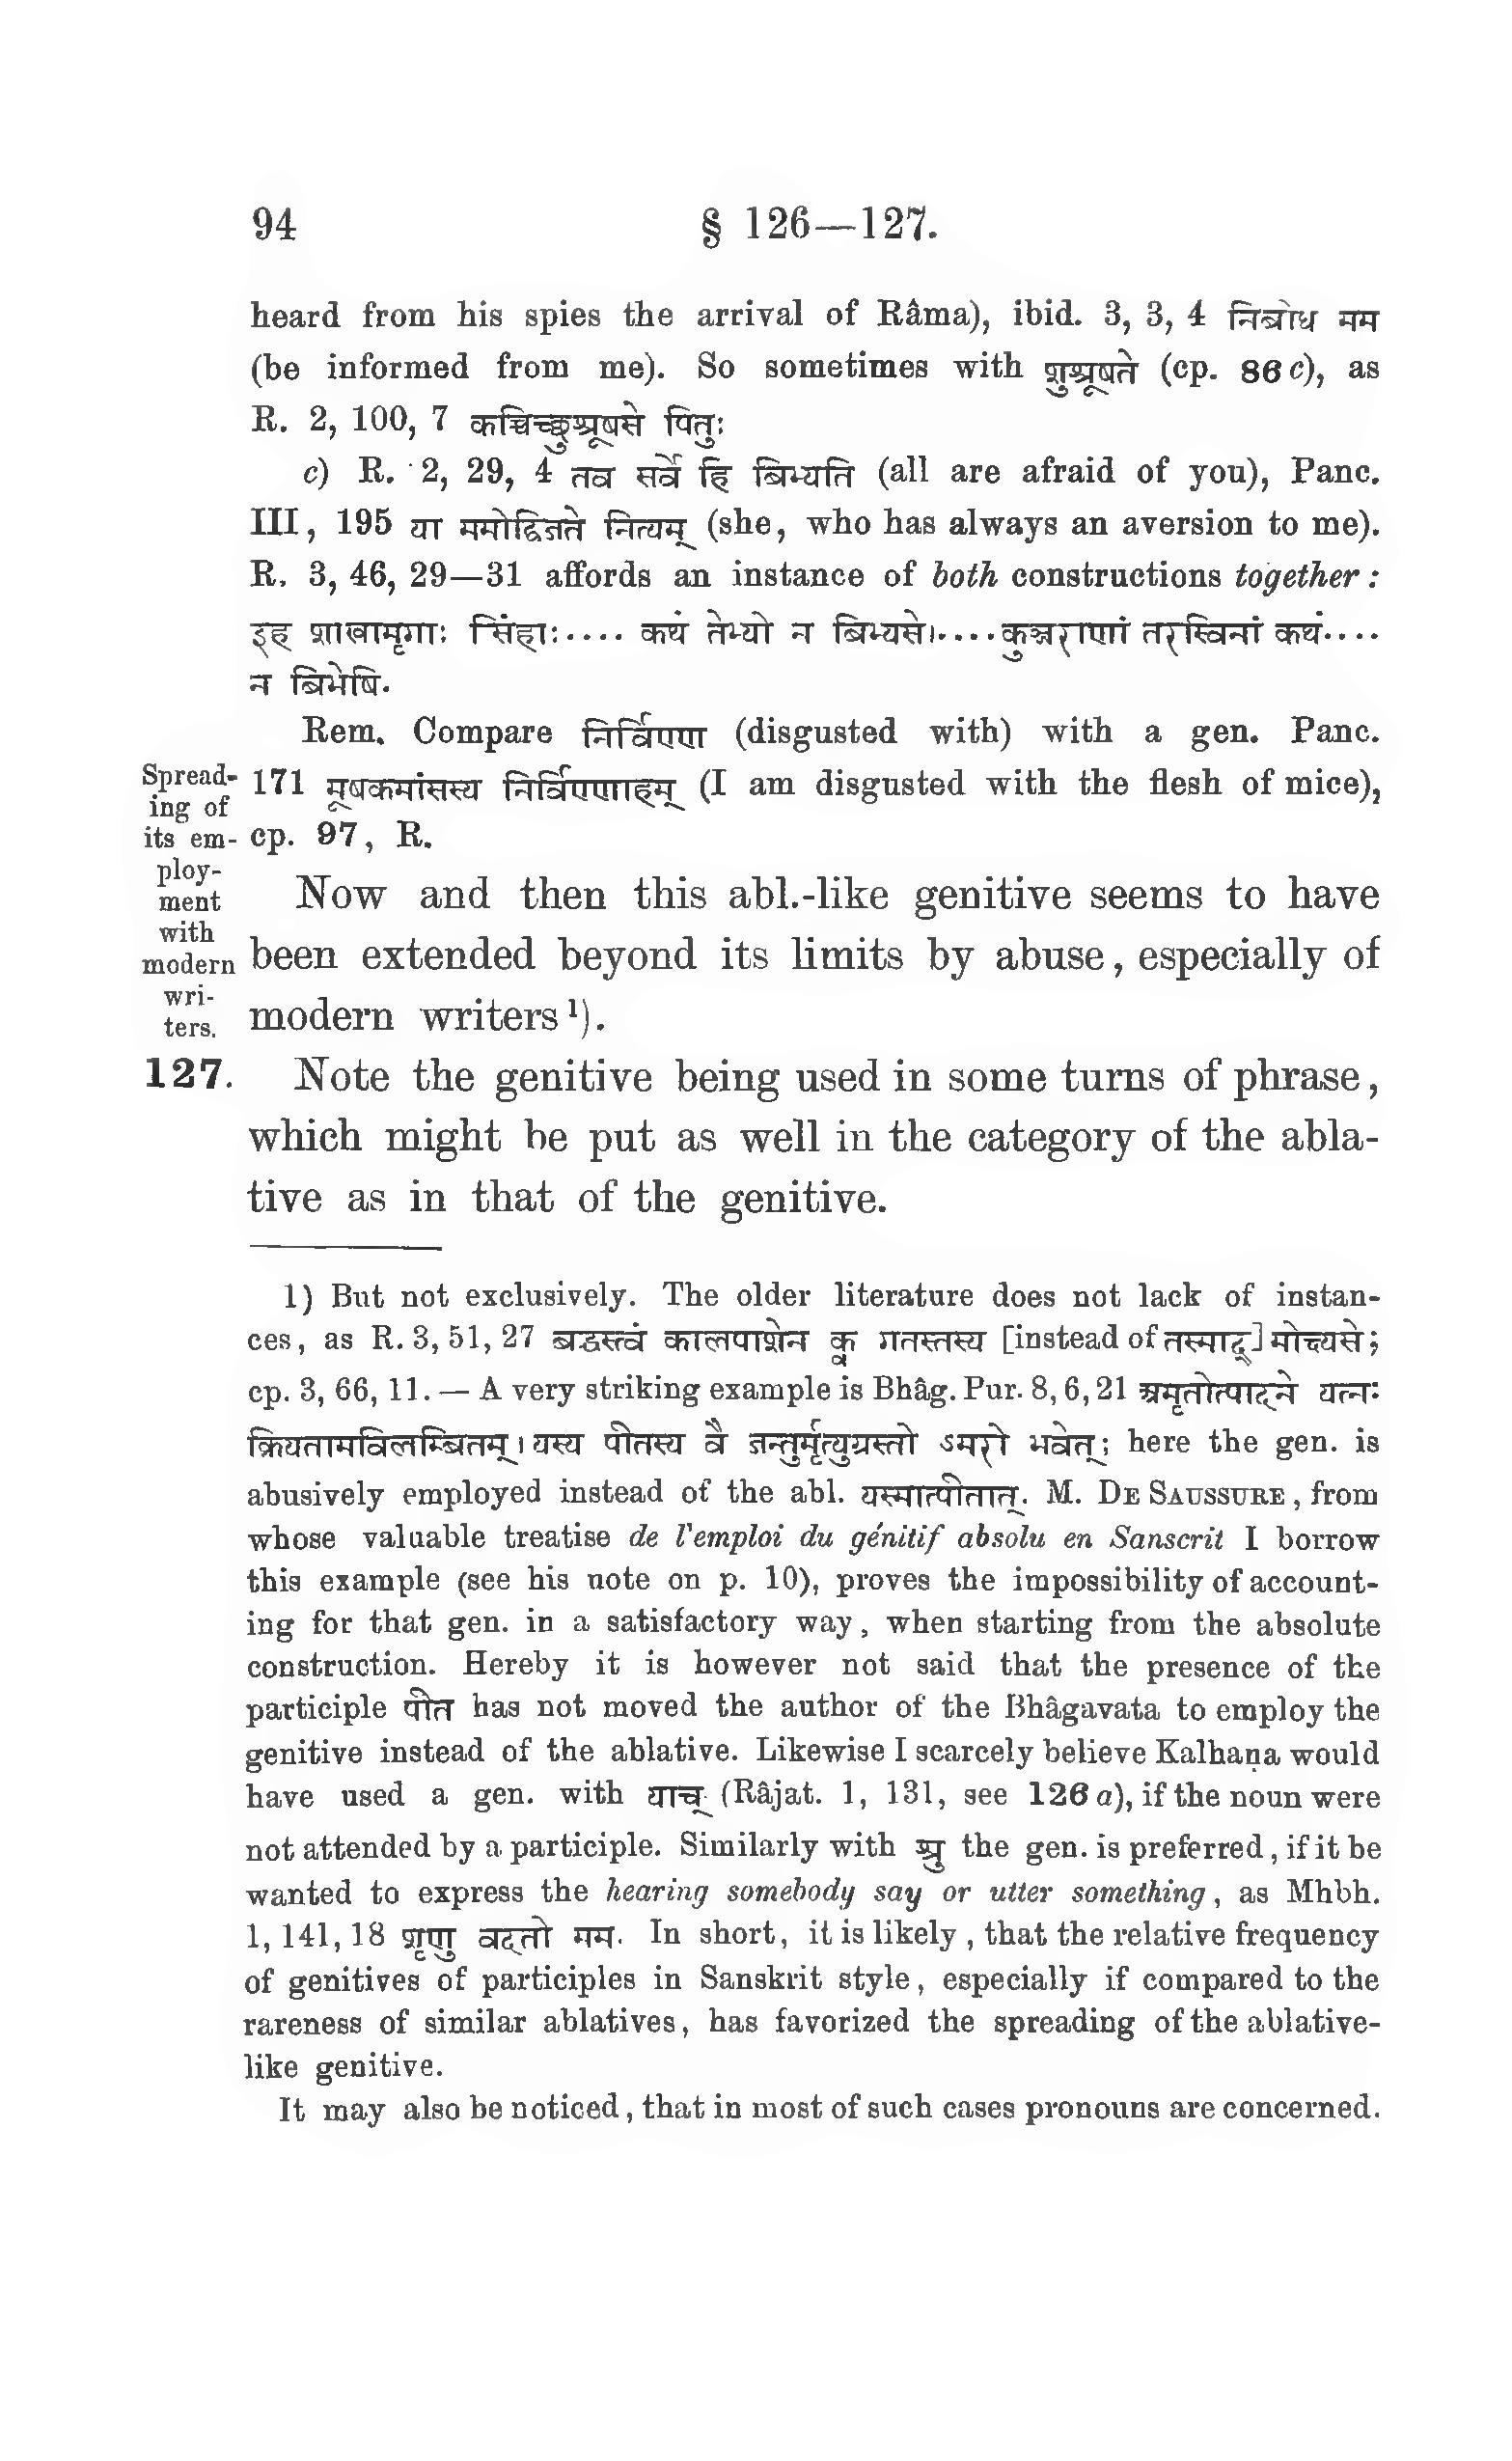 94 § 126—127.
heard from his spies the arrival of Râma), ibid. 3, 3, 4 निबोध मम
(be informed from me). So sometimes with शुश्रूषते (cp. 86 c), as
R. 2, 100, 7 कच्चिच्छुश्रूषसे पितुः
c) R. 2, 29, 4 तव सर्वे हि बिभ्यति (all are afraid of you), Panc.
III, 195 या ममोद्विजते नित्यम् (she, who has always an aversion to me).
R. 3, 46, 29—31 affords an instance of both constructions together:
इह शाखामृगाः सिंहाः.... कथं तेभ्यो न बिभ्यसे।....कुञ्जराणां तरस्विनां कथं....
न बिभेषि.
Rem. Compare निर्विण्ण (disgusted with) with a gen. Panc.
171 मूषकमांसस्य निर्विण्णाहम् (I am disgusted with the flesh of mice),
cp. 97, R.
Spread-
ing of
its em-
ploy-
ment
with
modern
wri-
ters.
Now and then this abl.-like genitive seems to have
been extended beyond its limits by abuse, especially of
modern writers 1).
127. Note the genitive being used in some turns of phrase,
which might be put as well in the category of the abla-
tive as in that of the genitive.
1) But not exclusively. The older literature does not lack of instan-
ces, as R. 3, 51, 27 बद्धस्त्वं कालपाशेन क्व गतस्तस्य [instead of तस्माद्] मोच्यसे;
cp. 3, 66, 11. — A very striking example is Bhâg. Pur. 8, 6, 21 अमृतोत्पादने यत्नः
क्रियतामविलम्बितम्। यस्य पीतस्य वै जन्तुर्मृत्युग्रस्तो ऽमरो भवेत्; here the gen. is
abusively employed instead of the abl. यस्मात्पीतात्. M. De Saussure, from
whose valuable treatise de l'emploi du génitif absolu en Sanscrit I borrow
this example (see his note on p. 10), proves the impossibility of account-
ing for that gen. in a satisfactory way, when starting from the absolute
construction. Hereby it is however not said that the presence of the
participle पीत has not moved the author of the Bhâgavata to employ the
genitive instead of the ablative. Likewise I scarcely believe Kalhaṇa would
have used a gen. with याच् (Râjat. 1, 131, see 126 a), if the noun were
not attended by a participle. Similarly with श्रु the gen. is preferred, if it be
wanted to express the hearing somebody say or utter something, as Mhbh.
1, 141, 18 शृणु वदतो मम. In short, it is likely, that the relative frequency
of genitives of participles in Sanskrit style, especially if compared to the
rareness of similar ablatives, has favorized the spreading of the ablative-
like genitive.
It may also be noticed, that in most of such cases pronouns are concerned.